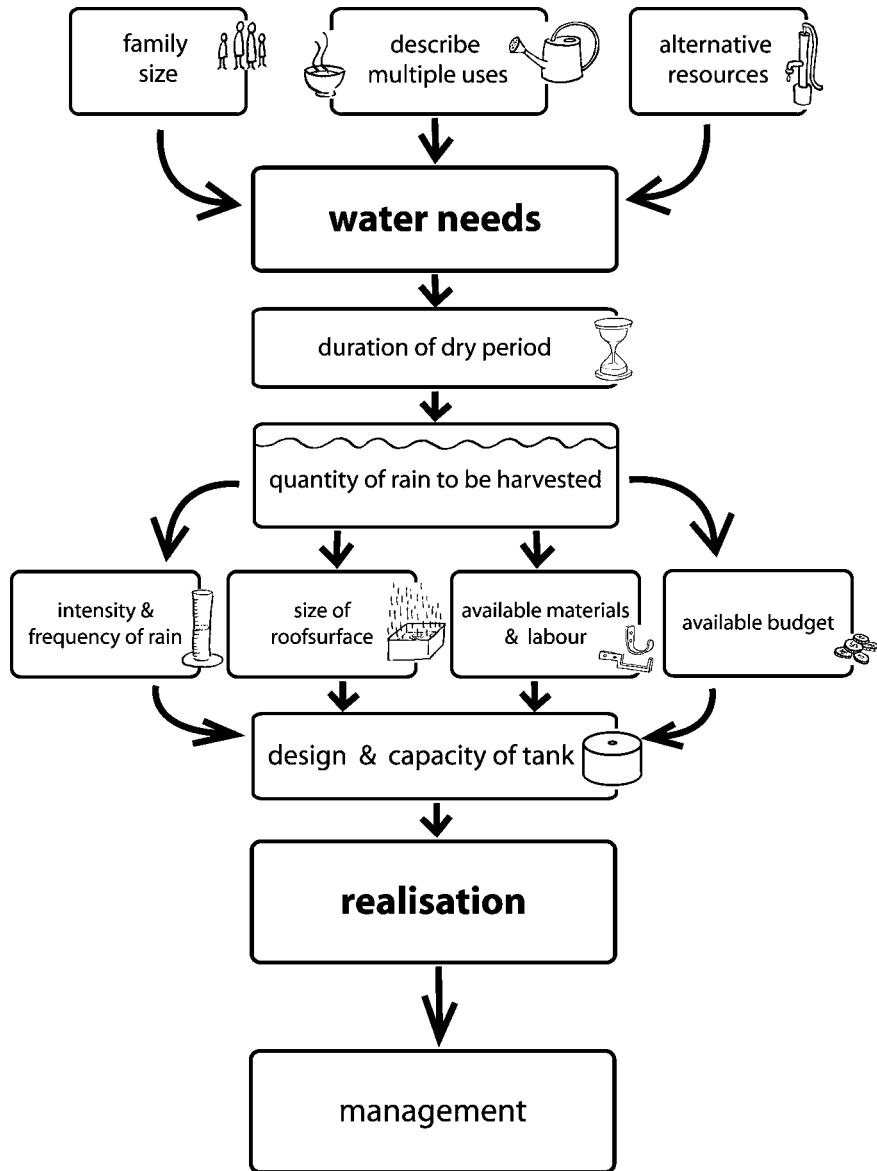 family
size
describe
multiple uses
alternative
resources
water needs
duration of dry period
quantity of rain to be harvested
intensity &
frequency of rain
size of
roofsurface
available materials
& labour
available budget
design & capacity of tank
realisation
management